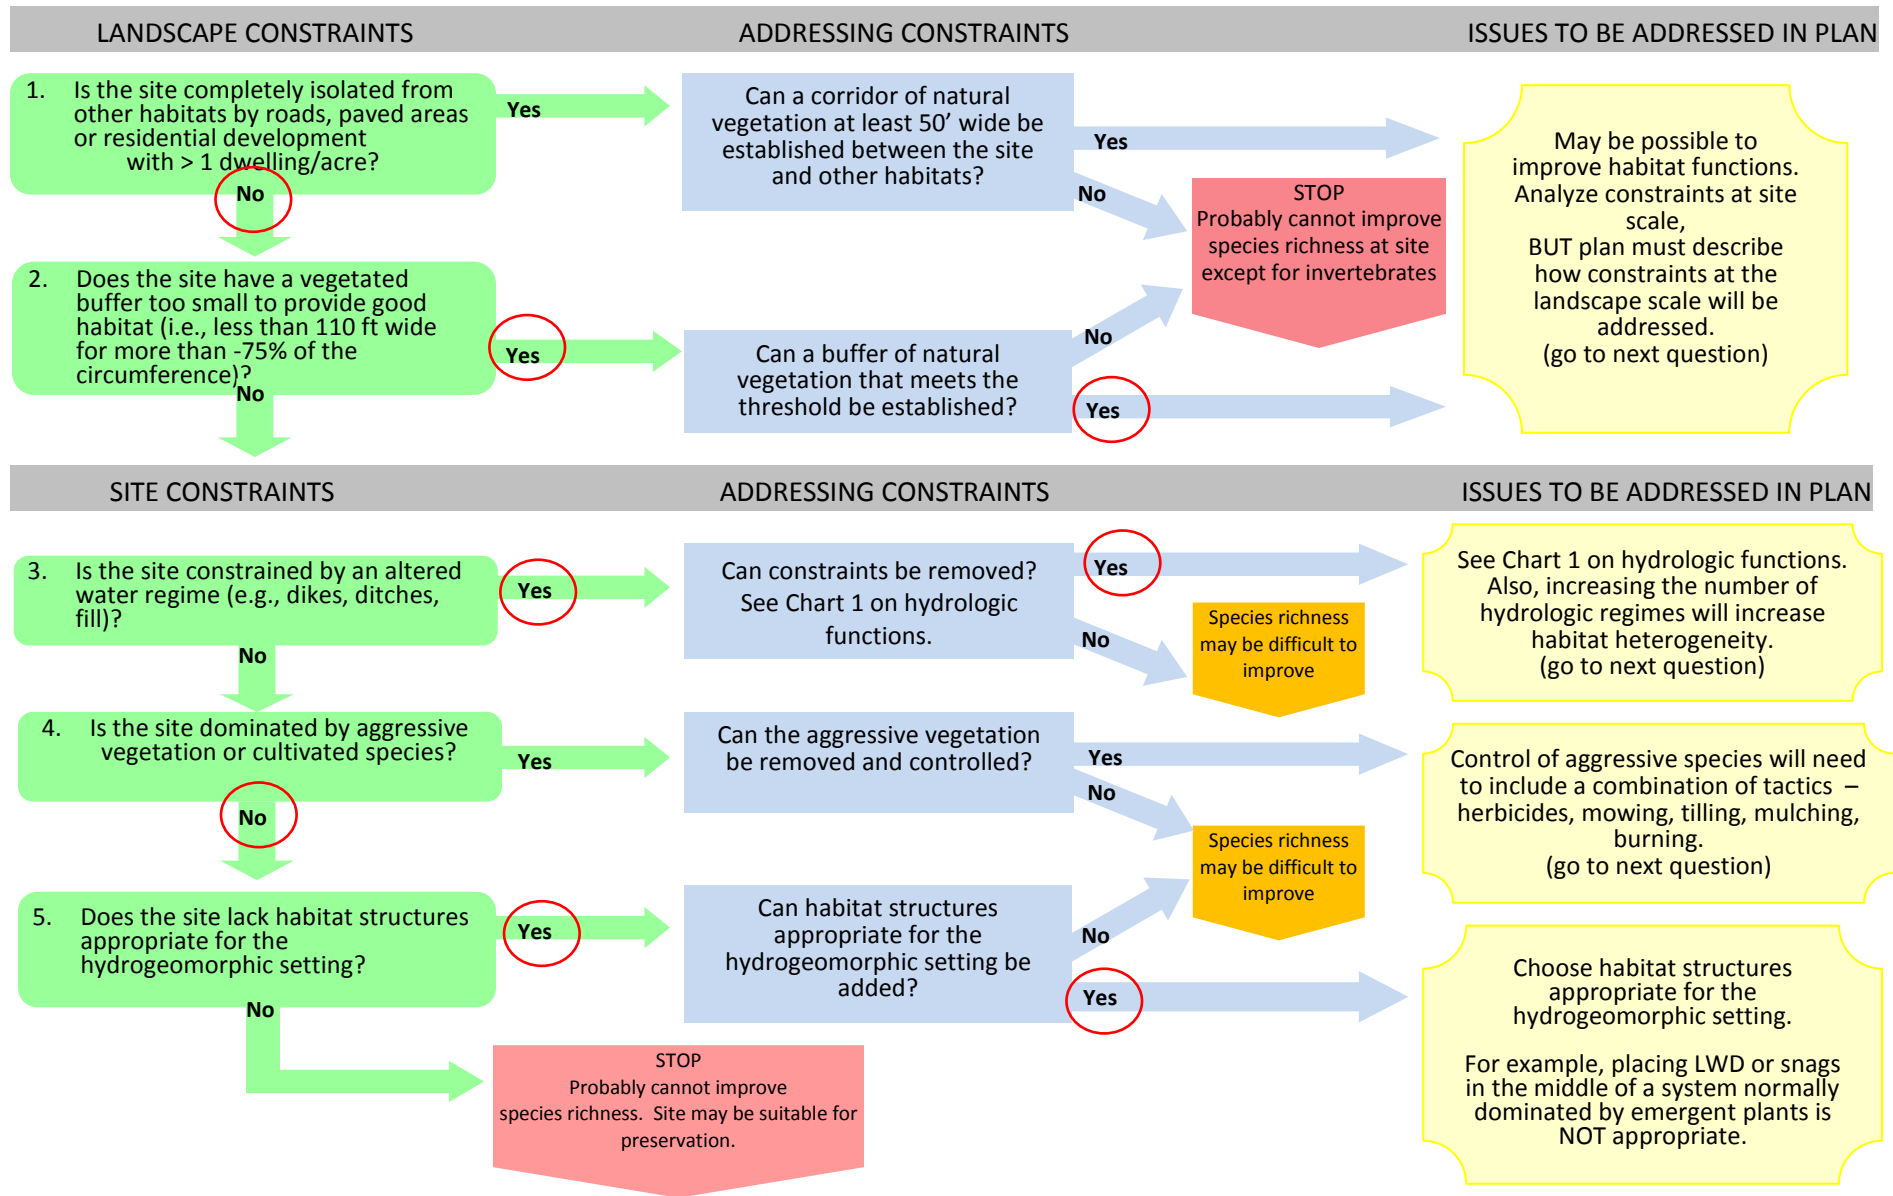 LANDSCAPE CONSTRAINTS
ADDRESSING CONSTRAINTS
ISSUES TO BE ADDRESSED IN PLAN
1. Is the site completely isolated from
other habitats by roads, paved areas
or residential development
with > 1 dwelling/acre?
Yes
No
Can a corridor of natural
vegetation at least 50’ wide be
established between the site
and other habitats?
Yes
No
STOP
Probably cannot improve
species richness at site
except for invertebrates
May be possible to
improve habitat functions.
Analyze constraints at site
scale,
BUT plan must describe
how constraints at the
landscape scale will be
addressed.
(go to next question)
2. Does the site have a vegetated
buffer too small to provide good
habitat (i.e., less than 110 ft wide
for more than -75% of the
circumference)?
Yes
No
Can a buffer of natural
vegetation that meets the
threshold be established?
No
Yes
SITE CONSTRAINTS
ADDRESSING CONSTRAINTS
ISSUES TO BE ADDRESSED IN PLAN
3. Is the site constrained by an altered
water regime (e.g., dikes, ditches,
fill)?
Yes
No
Can constraints be removed?
See Chart 1 on hydrologic
functions.
Yes
No
Species richness
may be difficult to
improve
See Chart 1 on hydrologic functions.
Also, increasing the number of
hydrologic regimes will increase
habitat heterogeneity.
(go to next question)
4. Is the site dominated by aggressive
vegetation or cultivated species?
Yes
No
Can the aggressive vegetation
be removed and controlled?
Yes
No
Species richness
may be difficult to
improve
Control of aggressive species will need
to include a combination of tactics –
herbicides, mowing, tilling, mulching,
burning.
(go to next question)
5. Does the site lack habitat structures
appropriate for the
hydrogeomorphic setting?
Yes
No
Can habitat structures
appropriate for the
hydrogeomorphic setting be
added?
No
Yes
Choose habitat structures
appropriate for the
hydrogeomorphic setting.
For example, placing LWD or snags
in the middle of a system normally
dominated by emergent plants is
NOT appropriate.
STOP
Probably cannot improve
species richness. Site may be suitable for
preservation.